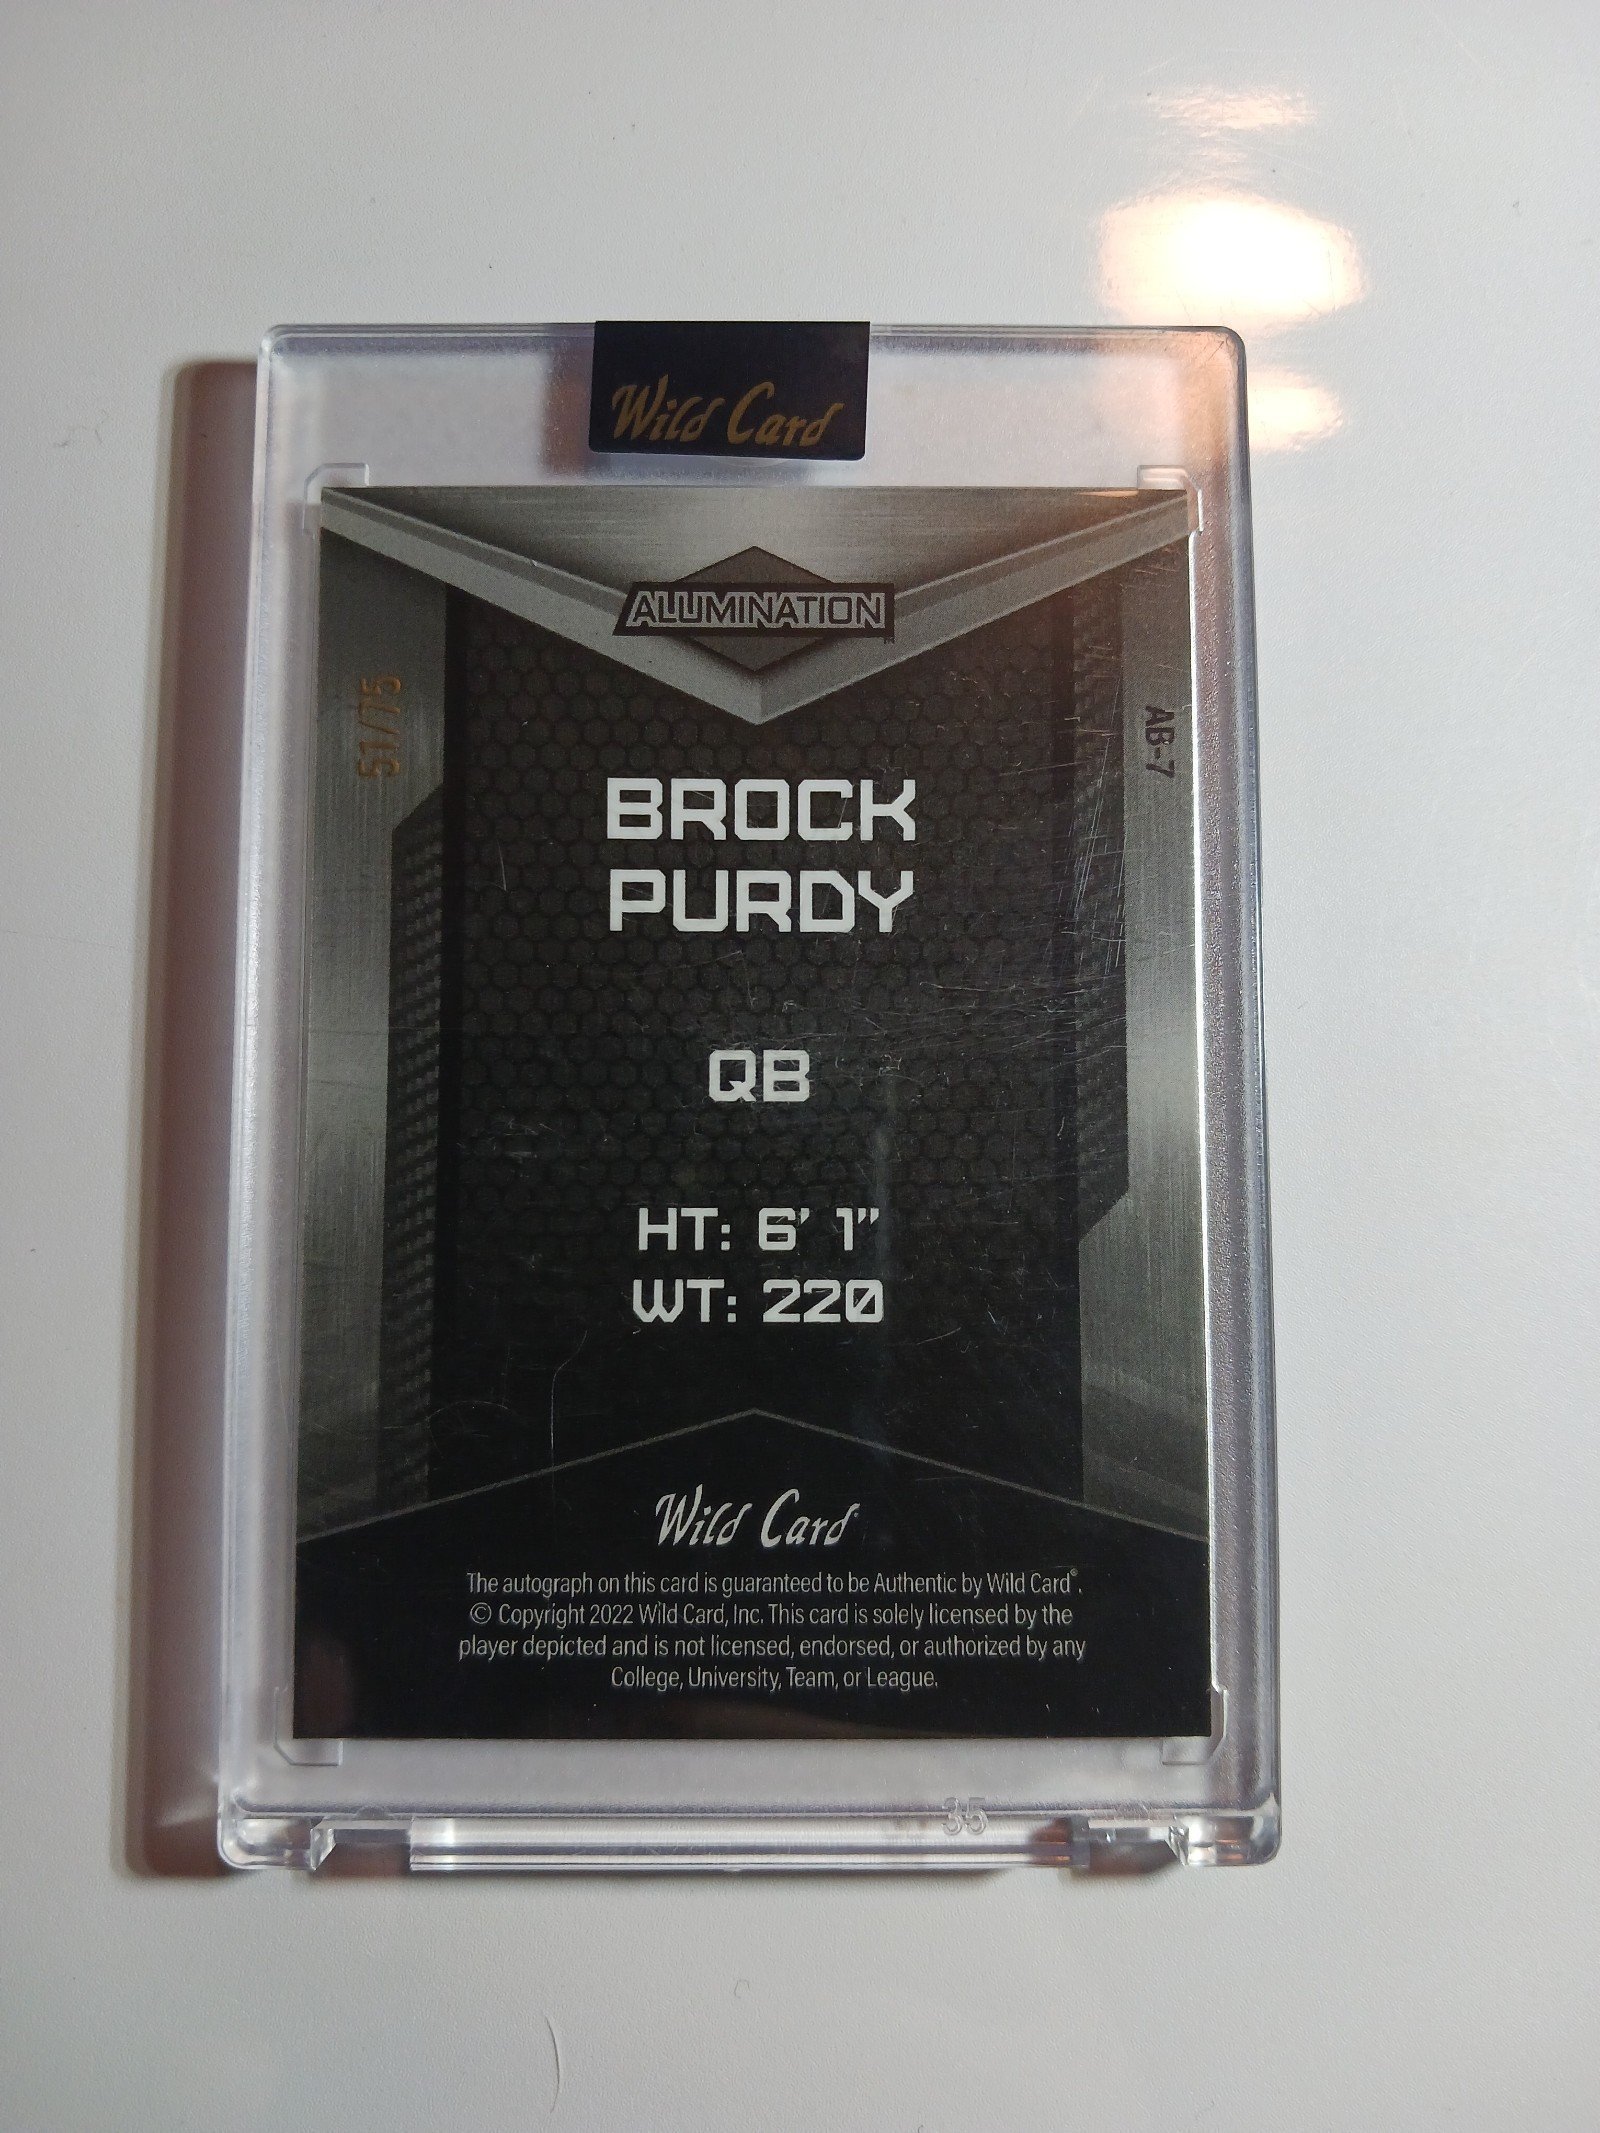 Wild Card
ALUMINATION
51/75
AB-7
BROCK
PURDY
QB
HT: 6' 1"
WT: 220
Wild Card
The autograph on this card is guaranteed to be Authentic by Wild Card®.
© Copyright 2022 Wild Card, Inc. This card is solely licensed by the
player depicted and is not licensed, endorsed, or authorized by any
College, University, Team, or League.
35